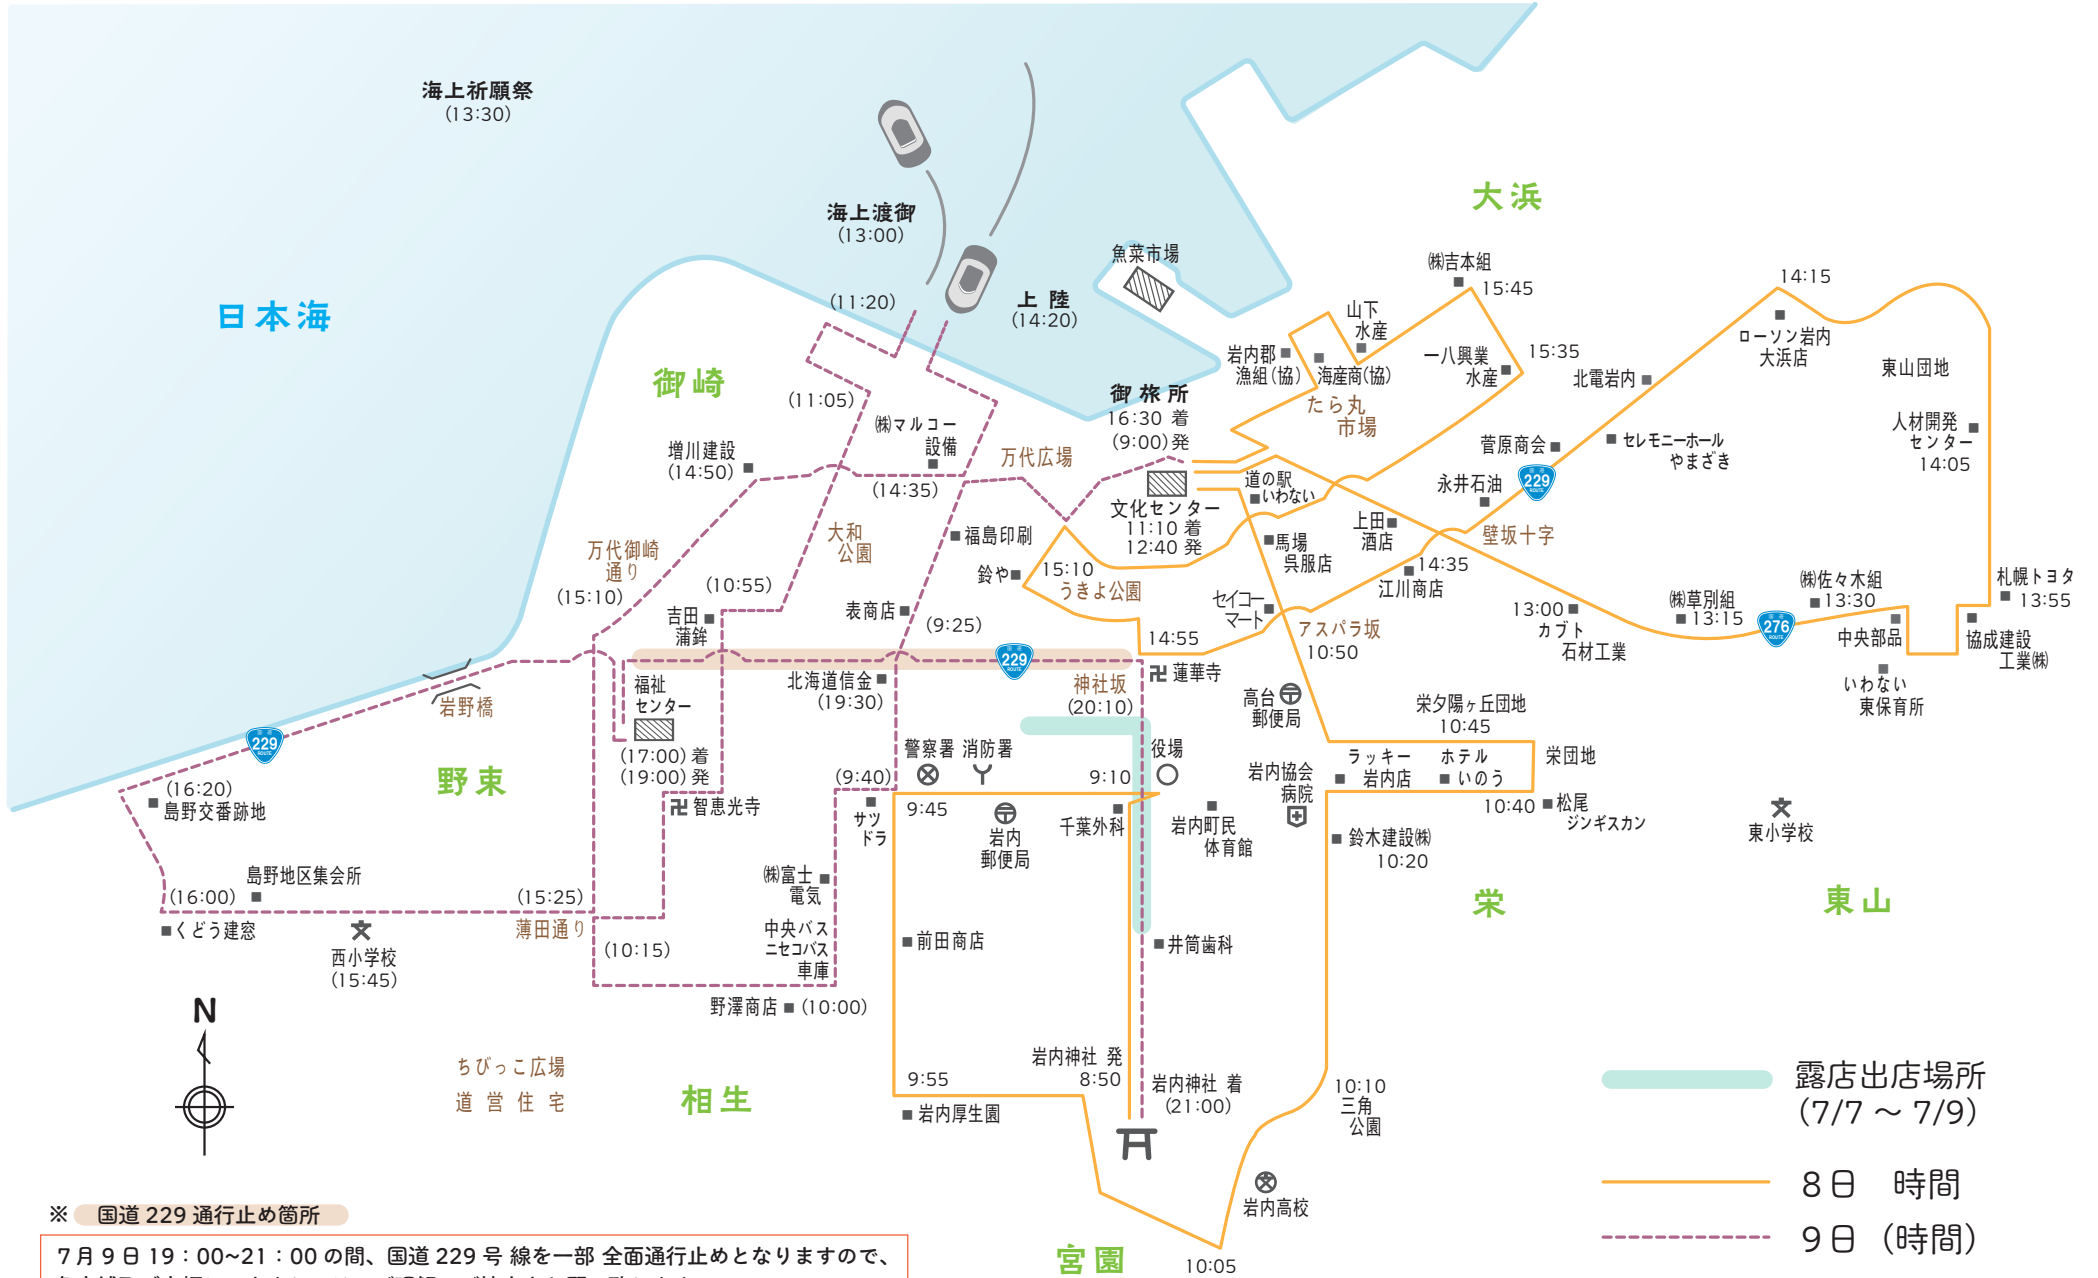 海上祈願祭
(13:30)
海上渡御
(13:00)
日本海
(11:20)
上 陸
(14:20)
魚菜市場
大浜
㈱吉本組
15:45
14:15
山下
水産
ローソン岩内
大浜店
岩内郡
漁組(協)
海産商(協)
一八興業
水産
15:35
北電岩内
東山団地
御崎
(11:05)
御旅所
16:30 着
(9:00)発
たら丸
市場
人材開発
センター
14:05
㈱マルコー
設備
増川建設
(14:50)
万代広場
菅原商会
セレモニーホール
やまざき
(14:35)
道の駅
いわない
永井石油
229
ROUTE
文化センター
11:10 着
12:40 発
上田
酒店
壁坂十字
大和
公園
福島印刷
馬場
呉服店
万代御崎
通り
(15:10)
(10:55)
鈴や
15:10
うきよ公園
14:35
江川商店
㈱佐々木組
13:30
札幌トヨタ
13:55
吉田
蒲鉾
表商店
(9:25)
セイコー
マート
アスパラ坂
10:50
13:00
カブト
石材工業
㈱草別組
13:15
276
ROUTE
中央部品
協成建設
工業㈱
14:55
229
ROUTE
蓮華寺
福祉
センター
北海道信金
(19:30)
神社坂
(20:10)
いわない
東保育所
岩野橋
高台
郵便局
栄夕陽ヶ丘団地
10:45
229
ROUTE
(17:00)着
(19:00)発
警察署
消防署
役場
野束
(9:40)
9:10
岩内協会
病院
ラッキー
岩内店
ホテル
いのう
栄団地
(16:20)
島野交番跡地
智恵光寺
サツ
ドラ
9:45
岩内
郵便局
千葉外科
岩内町民
体育館
10:40
松尾
ジンギスカン
東小学校
鈴木建設㈱
10:20
島野地区集会所
(16:00)
(15:25)
㈱富士
電気
栄
東山
くどう建窓
薄田通り
西小学校
(15:45)
(10:15)
中央バス
ニセコバス
車庫
前田商店
井筒歯科
N
野澤商店
(10:00)
ちびっこ広場
道営住宅
相生
9:55
岩内厚生園
岩内神社 発
8:50
岩内神社 着
(21:00)
10:10
三角
公園
露店出店場所
(7/7 ～ 7/9)
岩内高校
8日 時間
9日 (時間)
宮園
10:05
※ 国道 229 通行止め箇所
7月9日19：00~21：00の間、国道229号 線を一部 全面通行止めとなりますので、